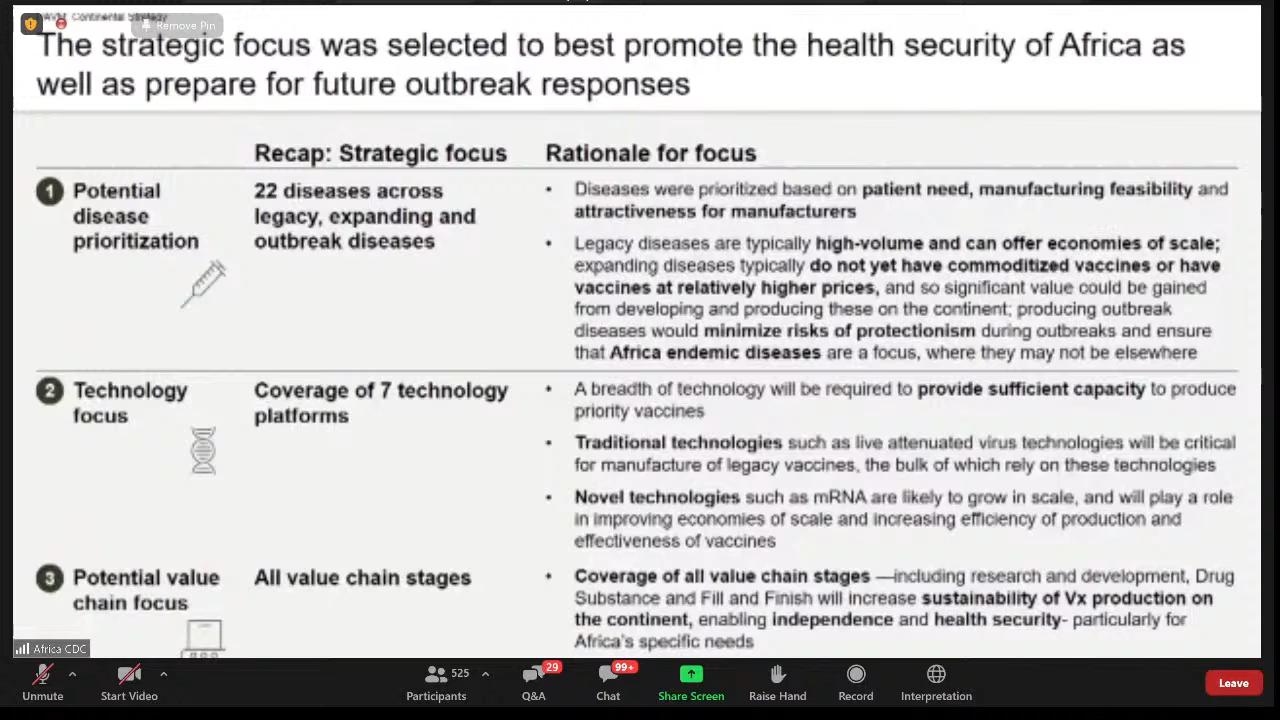 Continental Strategy
Remove Pin
The strategic focus was selected to best promote the health security of Africa as
well as prepare for future outbreak responses
Recap: Strategic focus
Rationale for focus
1
Potential
disease
prioritization
22 diseases across
legacy, expanding and
outbreak diseases
• Diseases were prioritized based on patient need, manufacturing feasibility and
attractiveness for manufacturers
• Legacy diseases are typically high-volume and can offer economies of scale;
expanding diseases typically do not yet have commoditized vaccines or have
vaccines at relatively higher prices, and so significant value could be gained
from developing and producing these on the continent; producing outbreak
diseases would minimize risks of protectionism during outbreaks and ensure
that Africa endemic diseases are a focus, where they may not be elsewhere
2
Technology
focus
Coverage of 7 technology
platforms
• A breadth of technology will be required to provide sufficient capacity to produce
priority vaccines
• Traditional technologies such as live attenuated virus technologies will be critical
for manufacture of legacy vaccines, the bulk of which rely on these technologies
• Novel technologies such as mRNA are likely to grow in scale, and will play a role
in improving economies of scale and increasing efficiency of production and
effectiveness of vaccines
3
Potential value
chain focus
All value chain stages
• Coverage of all value chain stages —including research and development, Drug
Substance and Fill and Finish will increase sustainability of Vx production on
the continent, enabling independence and health security- particularly for
Africa's specific needs
Africa CDC
Unmute
Start Video
525
Participants
29
Q&A
99+
Chat
Share Screen
Raise Hand
Record
Interpretation
Leave